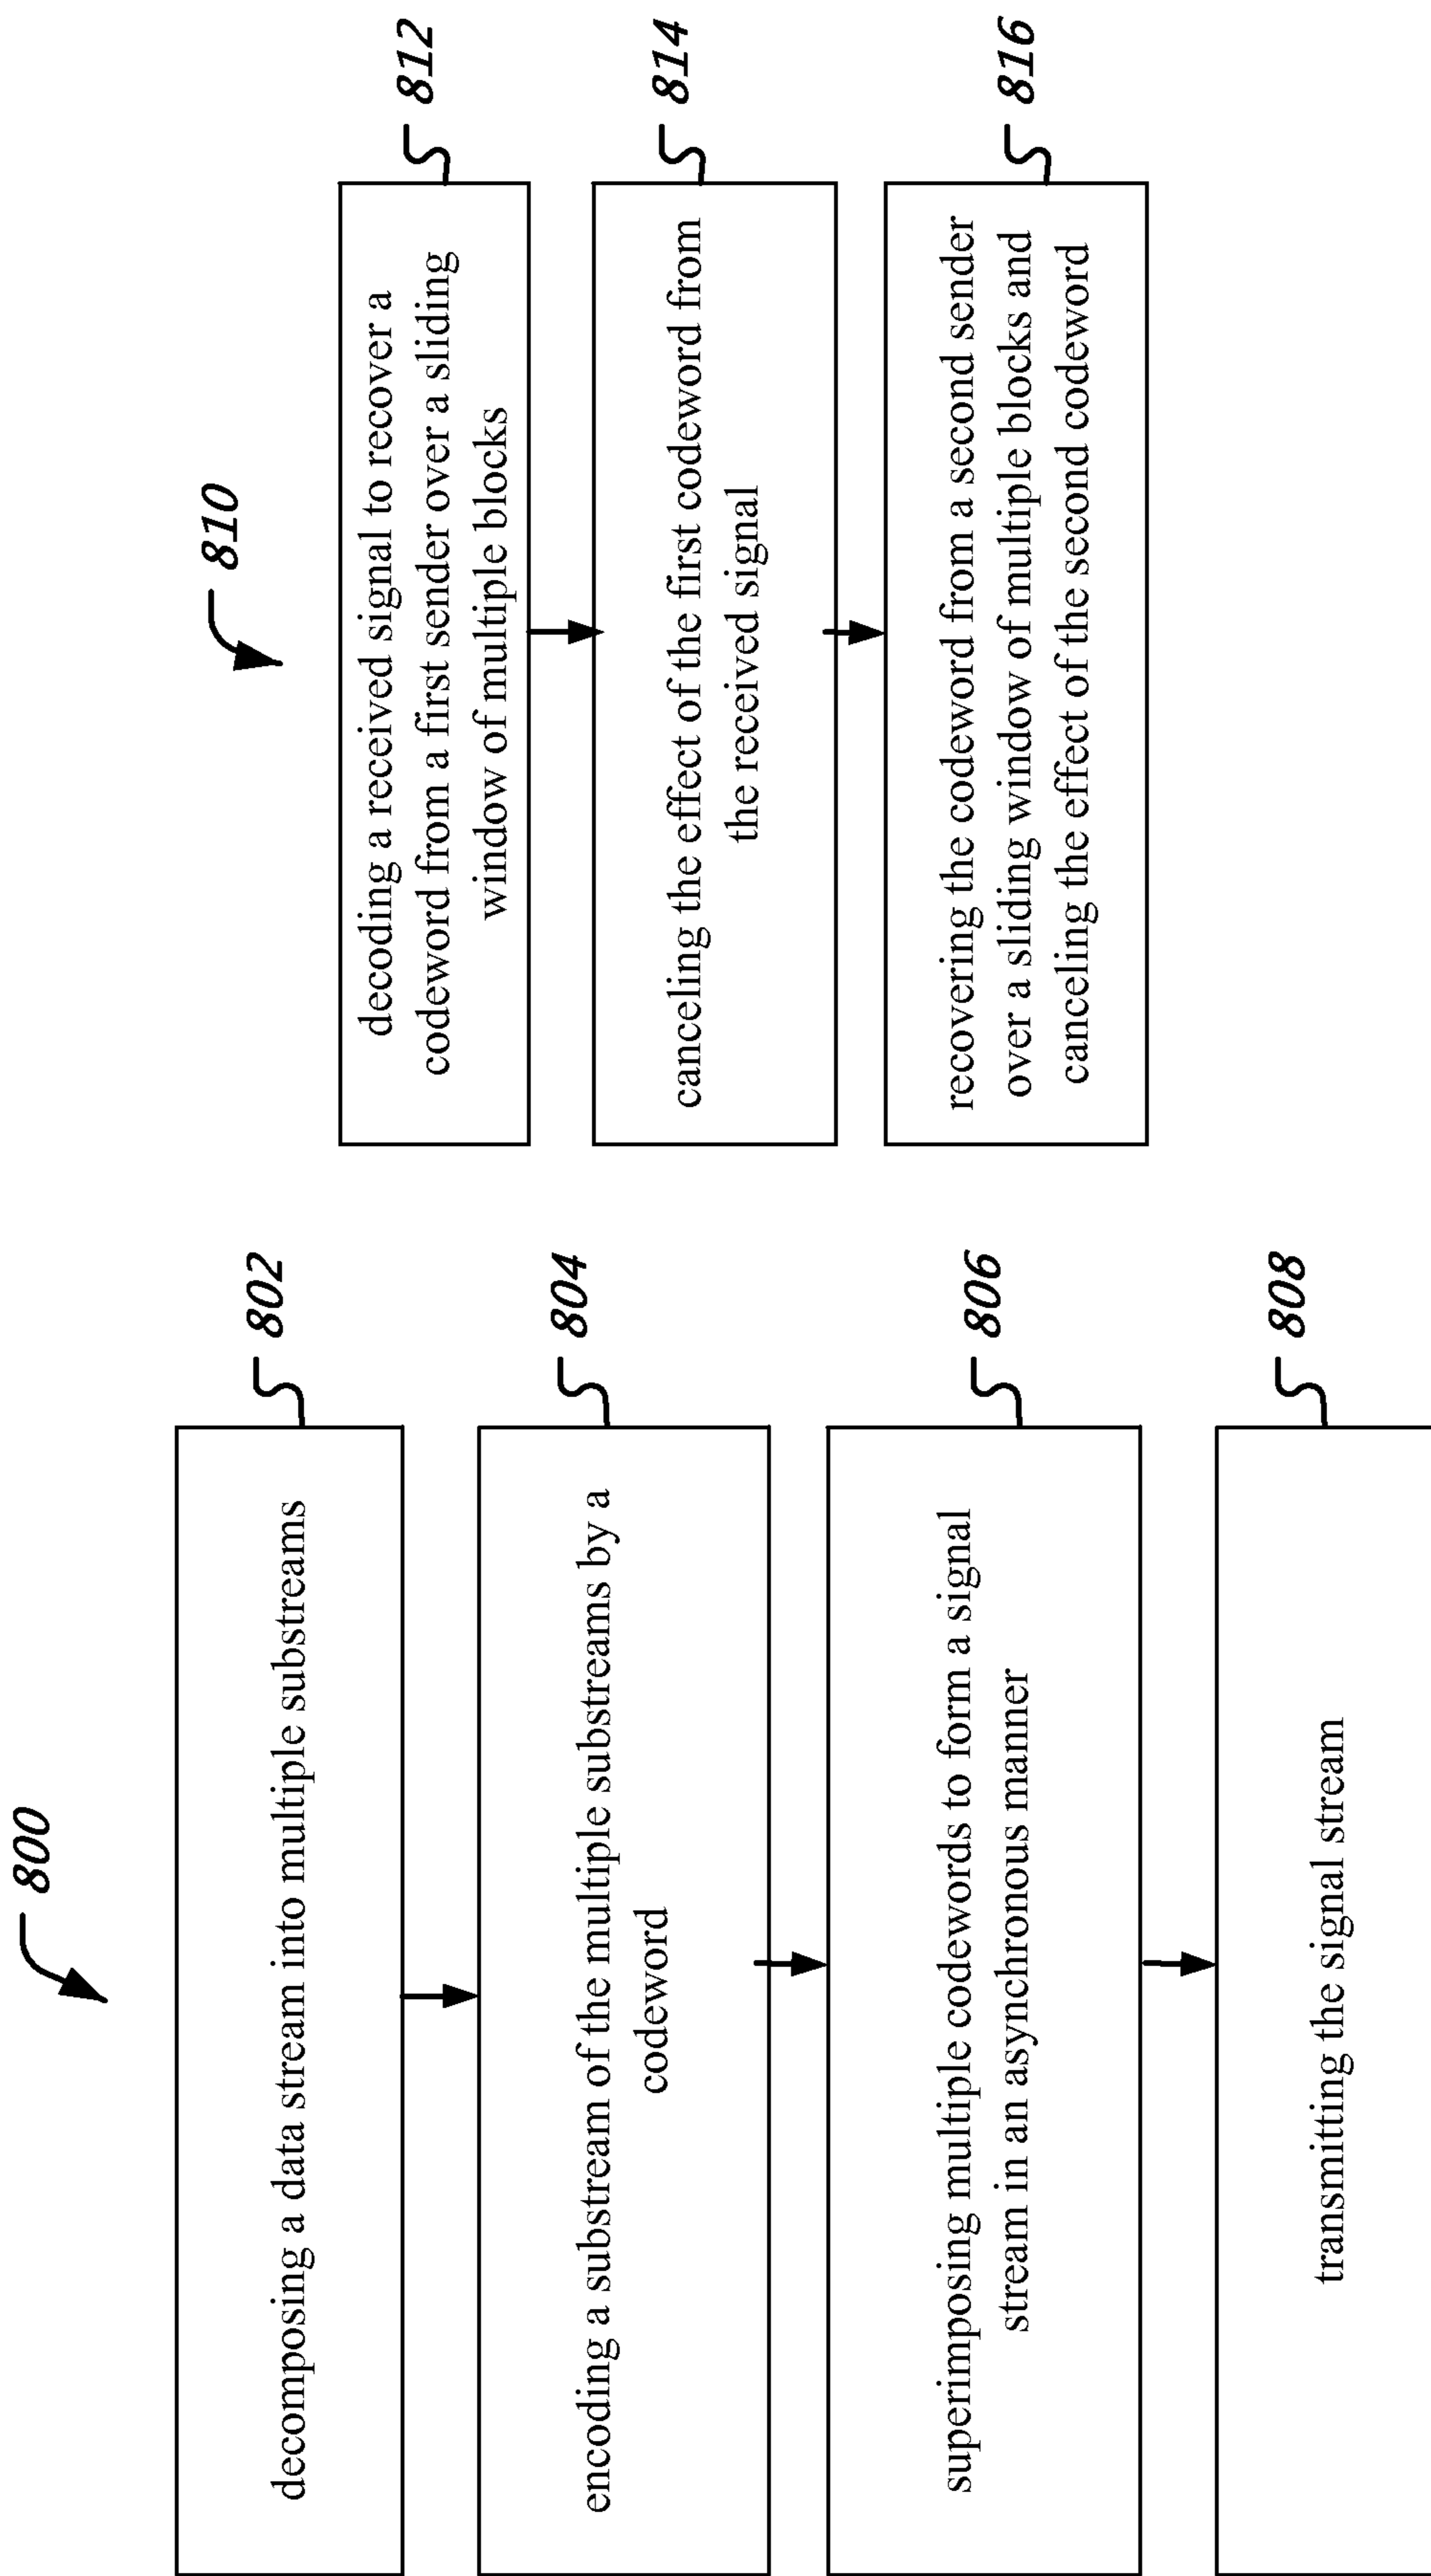 800
decomposing a data stream into multiple substreams
802
encoding a substream of the multiple substreams by a
codeword
804
superimposing multiple codewords to form a signal
stream in an asynchronous manner
806
transmitting the signal stream
808
810
decoding a received signal to recover a
codeword from a first sender over a sliding
window of multiple blocks
812
canceling the effect of the first codeword from
the received signal
814
recovering the codeword from a second sender
over a sliding window of multiple blocks and
canceling the effect of the second codeword
816